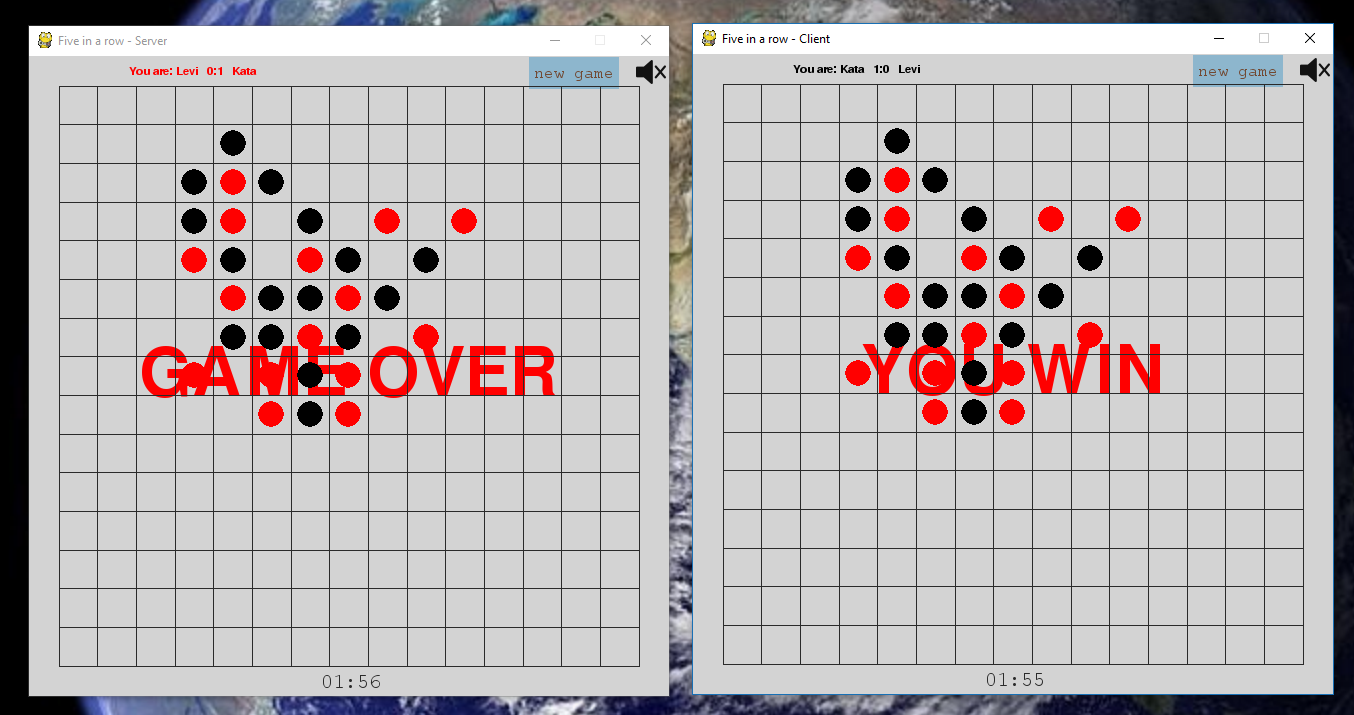 Five in a row - Server
You are: Levi 0:1 Kata
new game
GAME OVER
01:56
Five in a row - Client
You are: Kata 1:0 Levi
new game
YOU WIN
01:55